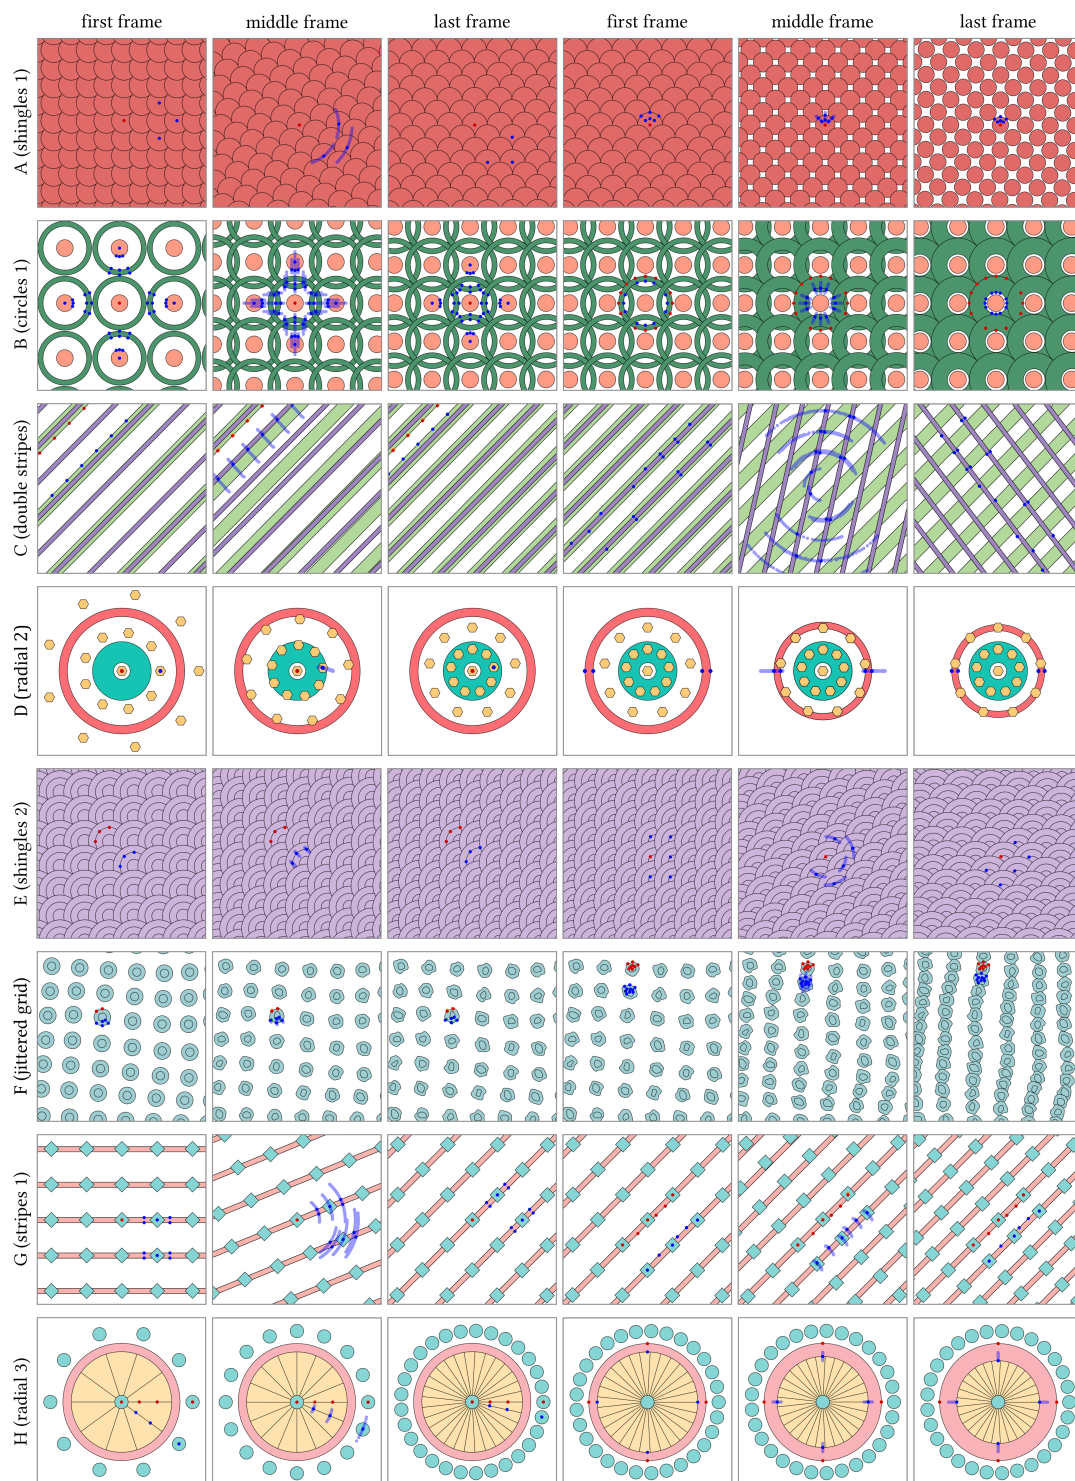 first frame middle frame last frame first frame middle frame last frame
A (shingles 1)
B (circles 1)
C (double stripes)
D (radial 2)
E (shingles 2)
F (jittered grid)
G (stripes 1)
H (radial 3)